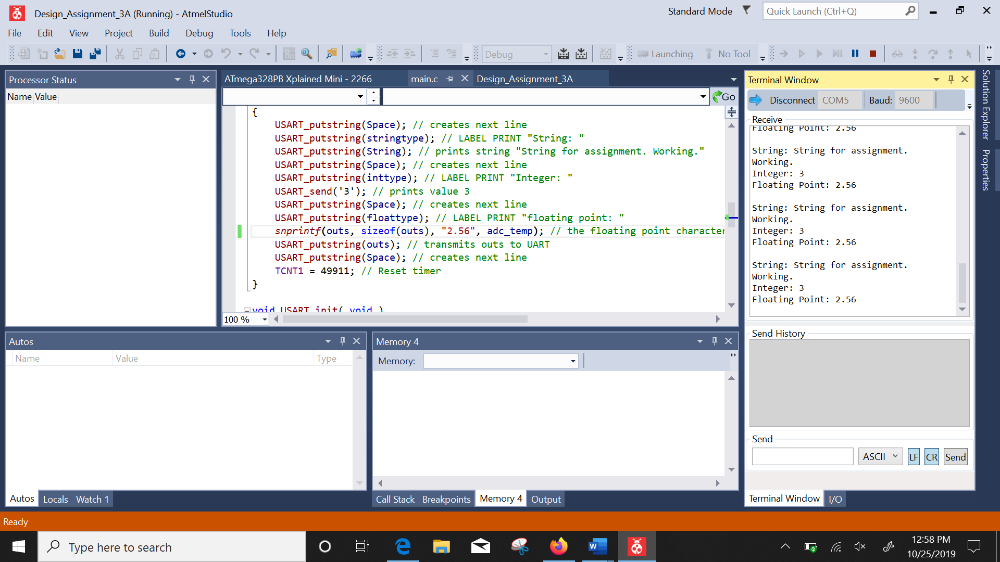 Design_Assignment_3A (Running) - AtmelStudio
Standard Mode
Quick Launch (Ctrl+Q)
File Edit View Project Build Debug Tools Help
Debug
Launching
No Tool
Processor Status
Name Value
ATmega328PB Xplained Mini - 2266
main.c
Design_Assignment_3A
Go
{
USART_putstring(Space); // creates next line
USART_putstring(stringtype); // LABEL PRINT "String: "
USART_putstring(String); // prints string "String for assignment. Working."
USART_putstring(Space); // creates next line
USART_putstring(inttype); // LABEL PRINT "Integer: "
USART_send('3'); // prints value 3
USART_putstring(Space); // creates next line
USART_putstring(floattype); // LABEL PRINT "floating point: "
snprintf(outs, sizeof(outs), "2.56", adc_temp); // the floating point character
USART_putstring(outs); // transmits outs to UART
USART_putstring(Space); // creates next line
TCNT1 = 49911; // Reset timer
}
void USART_init( void )
100 %
Terminal Window
Disconnect COM5 Baud: 9600
Receive
Floating Point: 2.56
String: String for assignment.
Working.
Integer: 3
Floating Point: 2.56
String: String for assignment.
Working.
Integer: 3
Floating Point: 2.56
String: String for assignment.
Working.
Integer: 3
Floating Point: 2.56
Send History
Send
ASCII LF CR Send
Terminal Window I/O
Solution Explorer
Properties
Autos
Name Value Type
Autos Locals Watch 1
Memory 4
Memory:
Call Stack Breakpoints Memory 4 Output
Ready
Type here to search
12:58 PM
10/25/2019